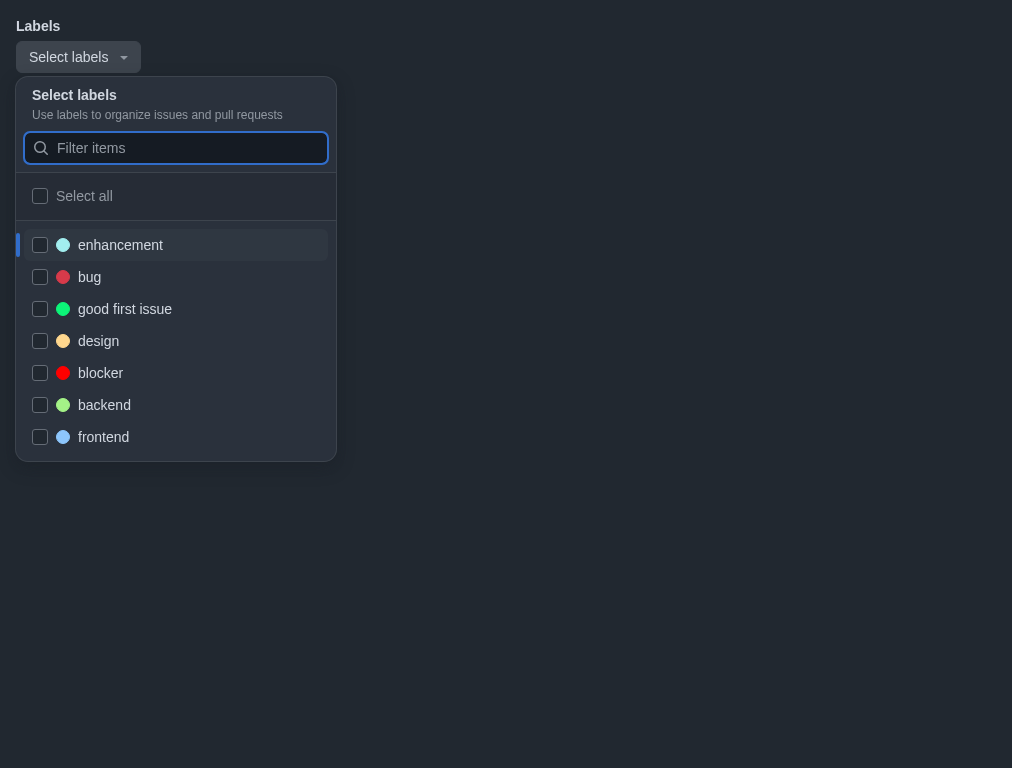 Labels
Select labels
Select labels
Use labels to organize issues and pull requests
Filter items
Select all
enhancement
bug
good first issue
design
blocker
backend
frontend